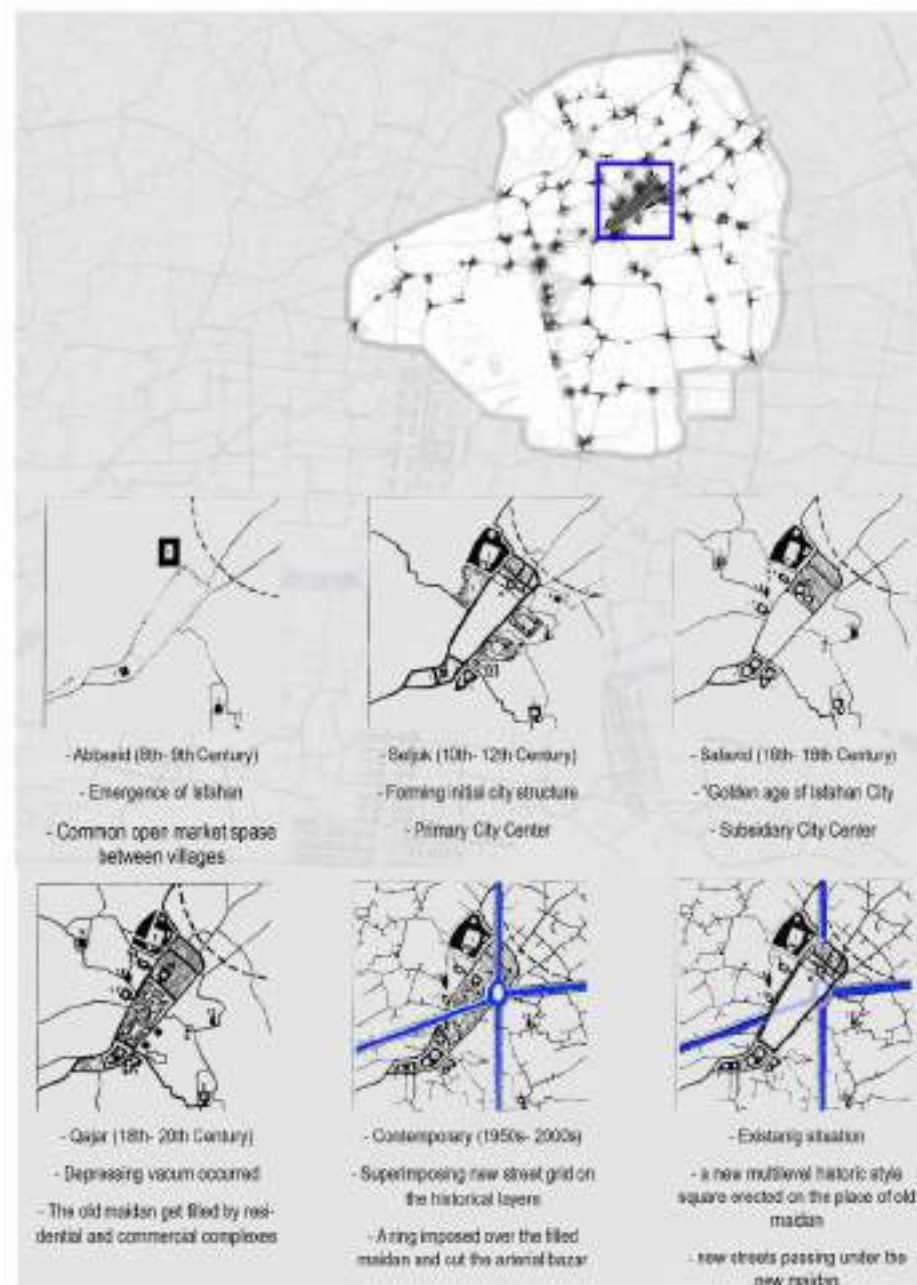 - Abbasid (8th- 9th Century)
- Emergence of Isfahan
- Common open market spase
between villages
- Seljuk (10th- 12th Century)
- Forming initial city structure
- Primary City Center
- Safavid (16th- 18th Century)
- "Golden age of Isfahan City
- Subsidiary City Center
- Qajar (18th- 20th Century)
- Depressing vacum occurred
- The old maidan get filled by resi-
dential and commercial complexes
- Contemporary (1950s- 2000s)
- Superimposing new street grid on
the historical layers
- A ring imposed over the filled
maidan and cut the arterial bazar
- Existanig situation
- a new multilevel historic style
square erected on the place of old
maidan
- new streets passing under the
new maidan